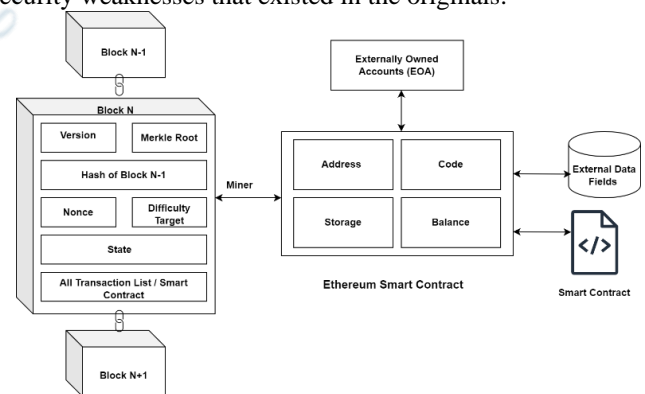 security weaknesses that existed in the originals.
Block N-1
Block N
Version
Merkle Root
Hash of Block N-1
Nonce
Difficulty
Target
State
All Transaction List / Smart
Contract
Block N+1
Miner
Externally Owned
Accounts (EOA)
Address
Code
Storage
Balance
Ethereum Smart Contract
External Data
Fields
</>
Smart Contract